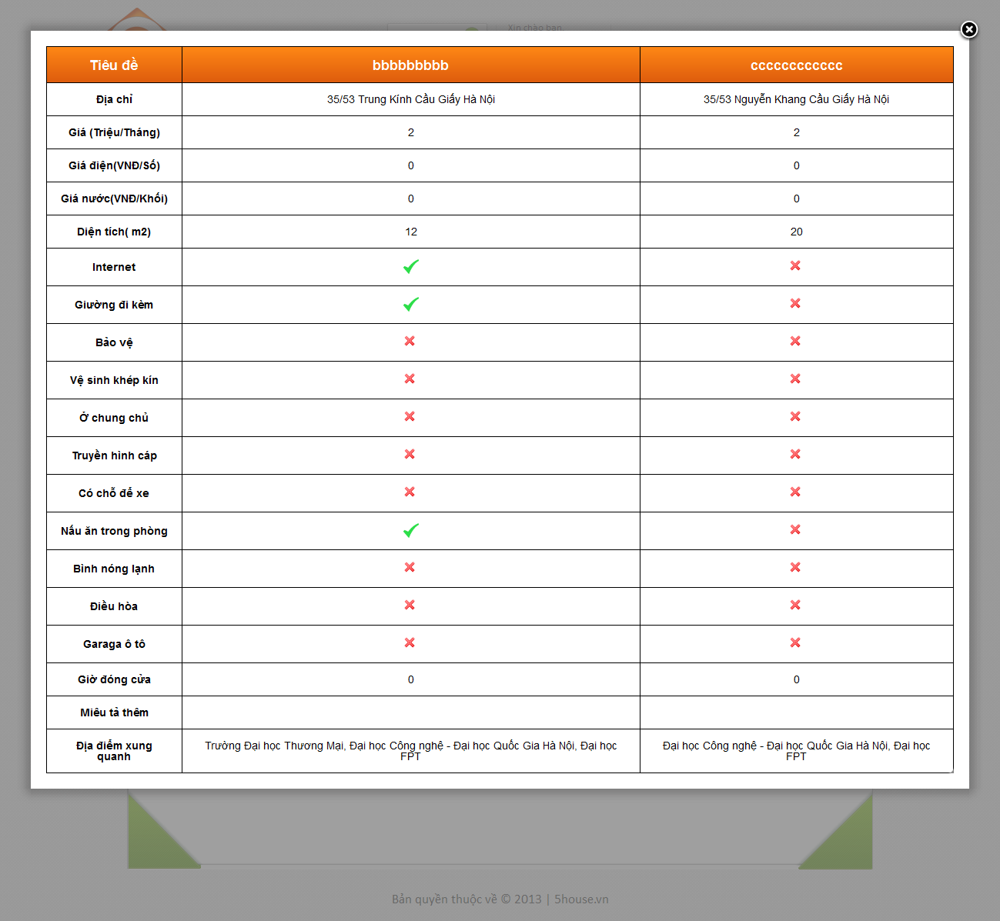 Xin chào bạn.
Tiêu đề bbbbbbbbb cccccccccccc
Địa chỉ 35/53 Trung Kính Cầu Giấy Hà Nội 35/53 Nguyễn Khang Cầu Giấy Hà Nội
Giá (Triệu/Tháng) 2 2
Giá điện(VNĐ/Số) 0 0
Giá nước(VNĐ/Khối) 0 0
Diện tích( m2) 12 20
Internet
Giường đi kèm
Bảo vệ
Vệ sinh khép kín
Ở chung chủ
Truyền hình cáp
Có chỗ để xe
Nấu ăn trong phòng
Bình nóng lạnh
Điều hòa
Garaga ô tô
Giờ đóng cửa 0 0
Miêu tả thêm
Địa điểm xung Trường Đại học Thương Mại, Đại học Công nghệ - Đại học Quốc Gia Hà Nội, Đại học Đại học Công nghệ - Đại học Quốc Gia Hà Nội, Đại học
quanh FPT FPT
Bản quyền thuộc về © 2013 | 5house.vn